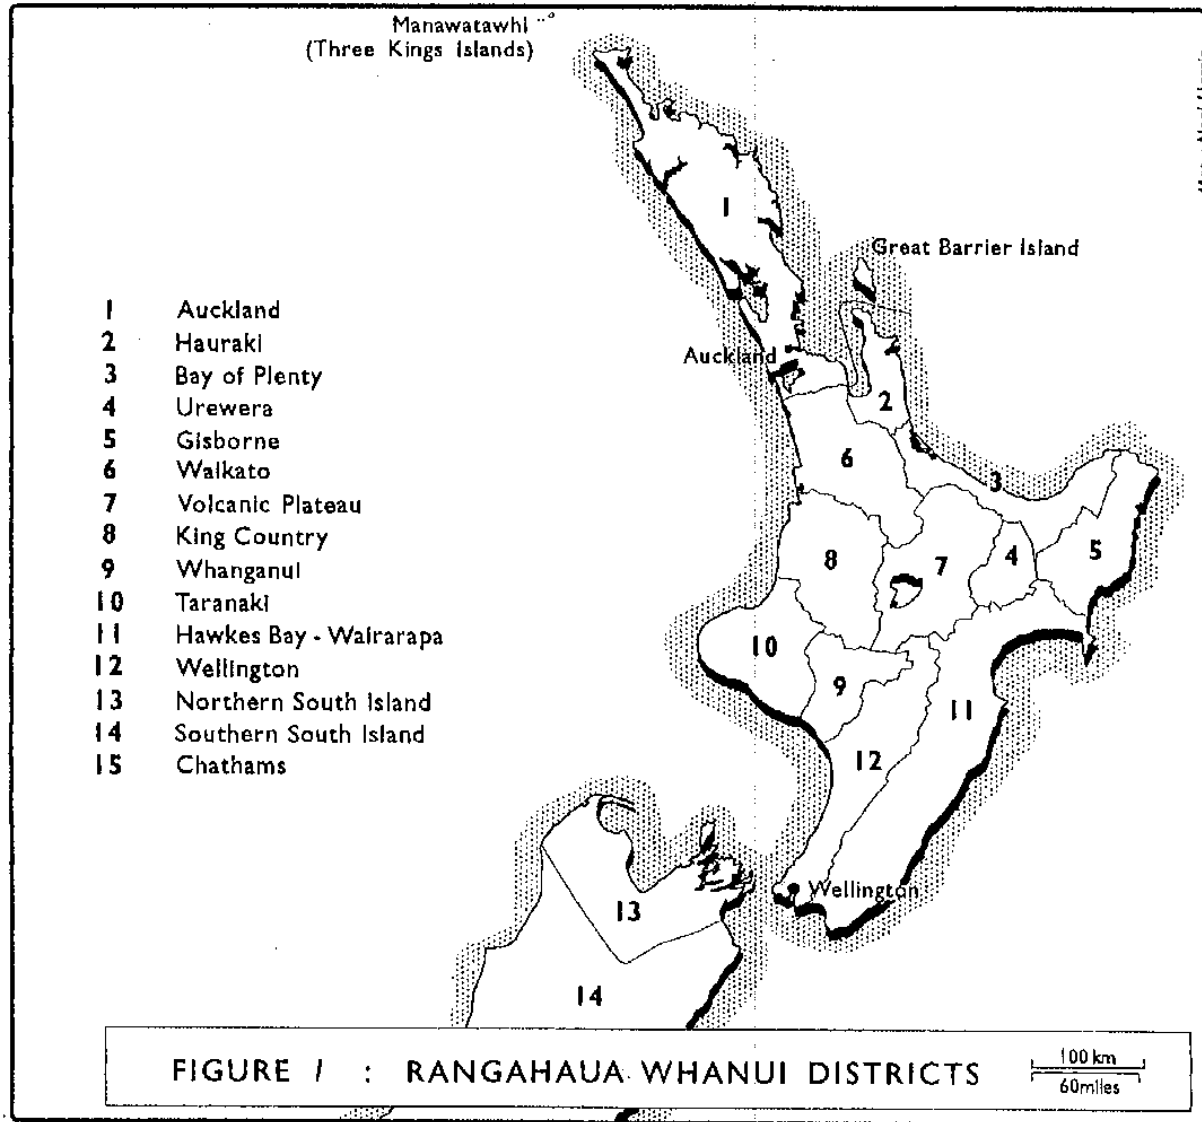 Manawatawhi
(Three Kings Islands)
1
Great Barrier Island
1 Auckland
2 Hauraki
3 Bay of Plenty
4 Urewera
5 Gisborne
6 Waikato
7 Volcanic Plateau
8 King Country
9 Whanganui
10 Taranaki
11 Hawkes Bay - Wairarapa
12 Wellington
13 Northern South Island
14 Southern South Island
15 Chathams
Auckland
2
6
3
8
7
4
5
10
9
11
12
Wellington
13
14
FIGURE 1 : RANGAHAUA WHANUI DISTRICTS
100 km
60miles